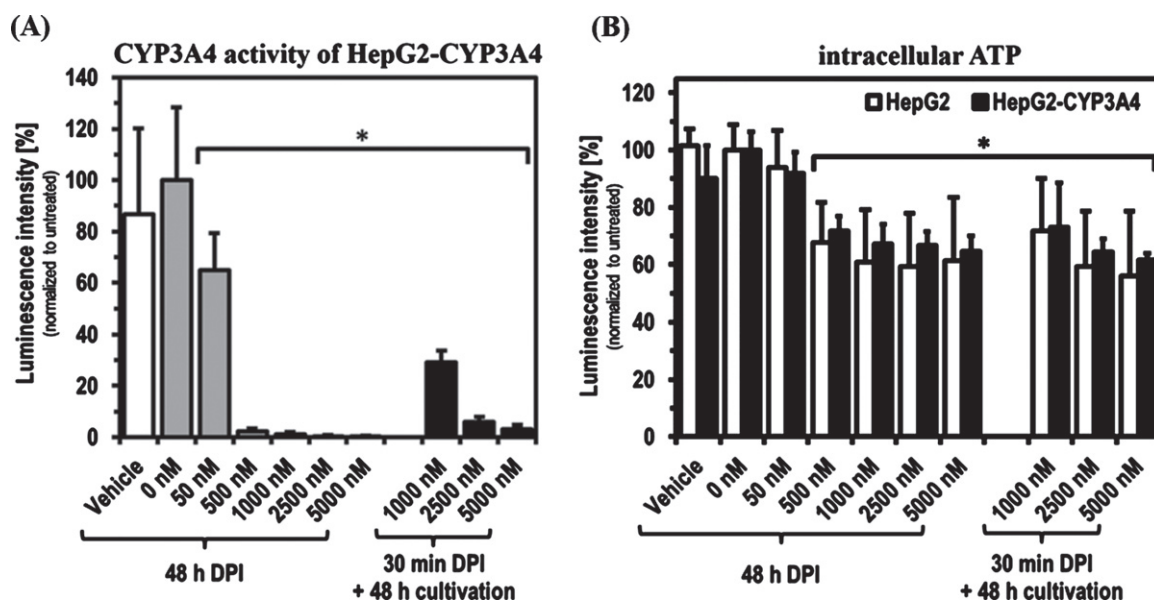 (A)
CYP3A4 activity of HepG2-CYP3A4
Luminescence intensity [%]
(normalized to untreated)
140
120
100
80
60
40
20
0
*
Vehicle
0 nM
50 nM
500 nM
1000 nM
2500 nM
5000 nM
1000 nM
2500 nM
5000 nM
48 h DPI
30 min DPI
+ 48 h cultivation
(B)
intracellular ATP
Luminescence intensity [%]
(normalized to untreated)
120
100
80
60
40
20
0
HepG2 HepG2-CYP3A4
*
Vehicle
0 nM
50 nM
500 nM
1000 nM
2500 nM
5000 nM
1000 nM
2500 nM
5000 nM
48 h DPI
30 min DPI
+ 48 h cultivation